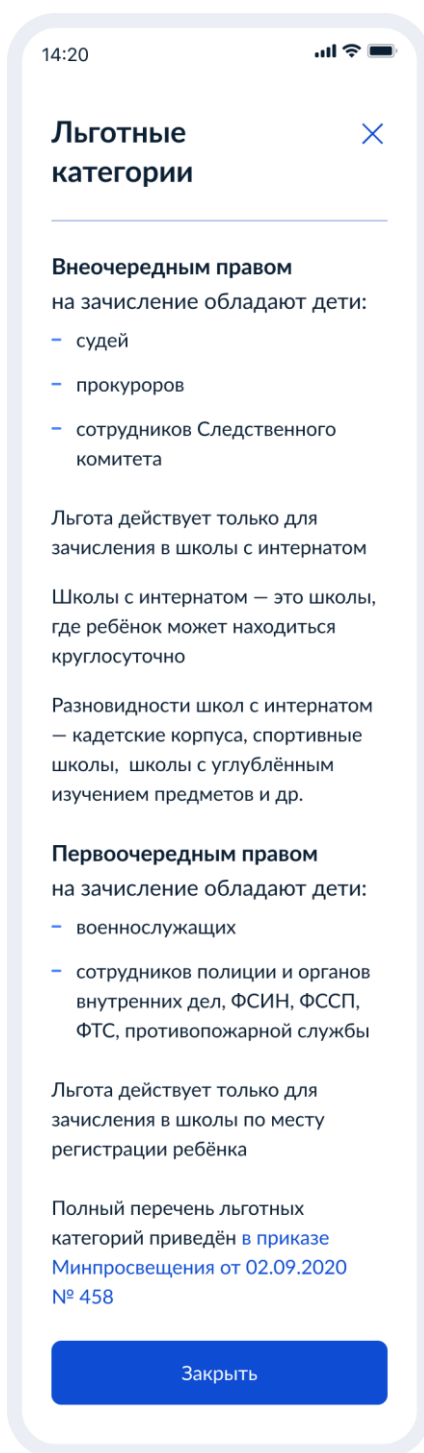 14:20
Льготные
категории
Внеочередным правом
на зачисление обладают дети:
– судей
– прокуроров
– сотрудников Следственного
комитета
Льгота действует только для
зачисления в школы с интернатом
Школы с интернатом — это школы,
где ребёнок может находиться
круглосуточно
Разновидности школ с интернатом
— кадетские корпуса, спортивные
школы,  школы с углублённым
изучением предметов и др.
Первоочередным правом
на зачисление обладают дети:
– военнослужащих
– сотрудников полиции и органов
внутренних дел, ФСИН, ФССП,
ФТС, противопожарной службы
Льгота действует только для
зачисления в школы по месту
регистрации ребёнка
Полный перечень льготных
категорий приведён в приказе
Минпросвещения от 02.09.2020
№ 458
Закрыть